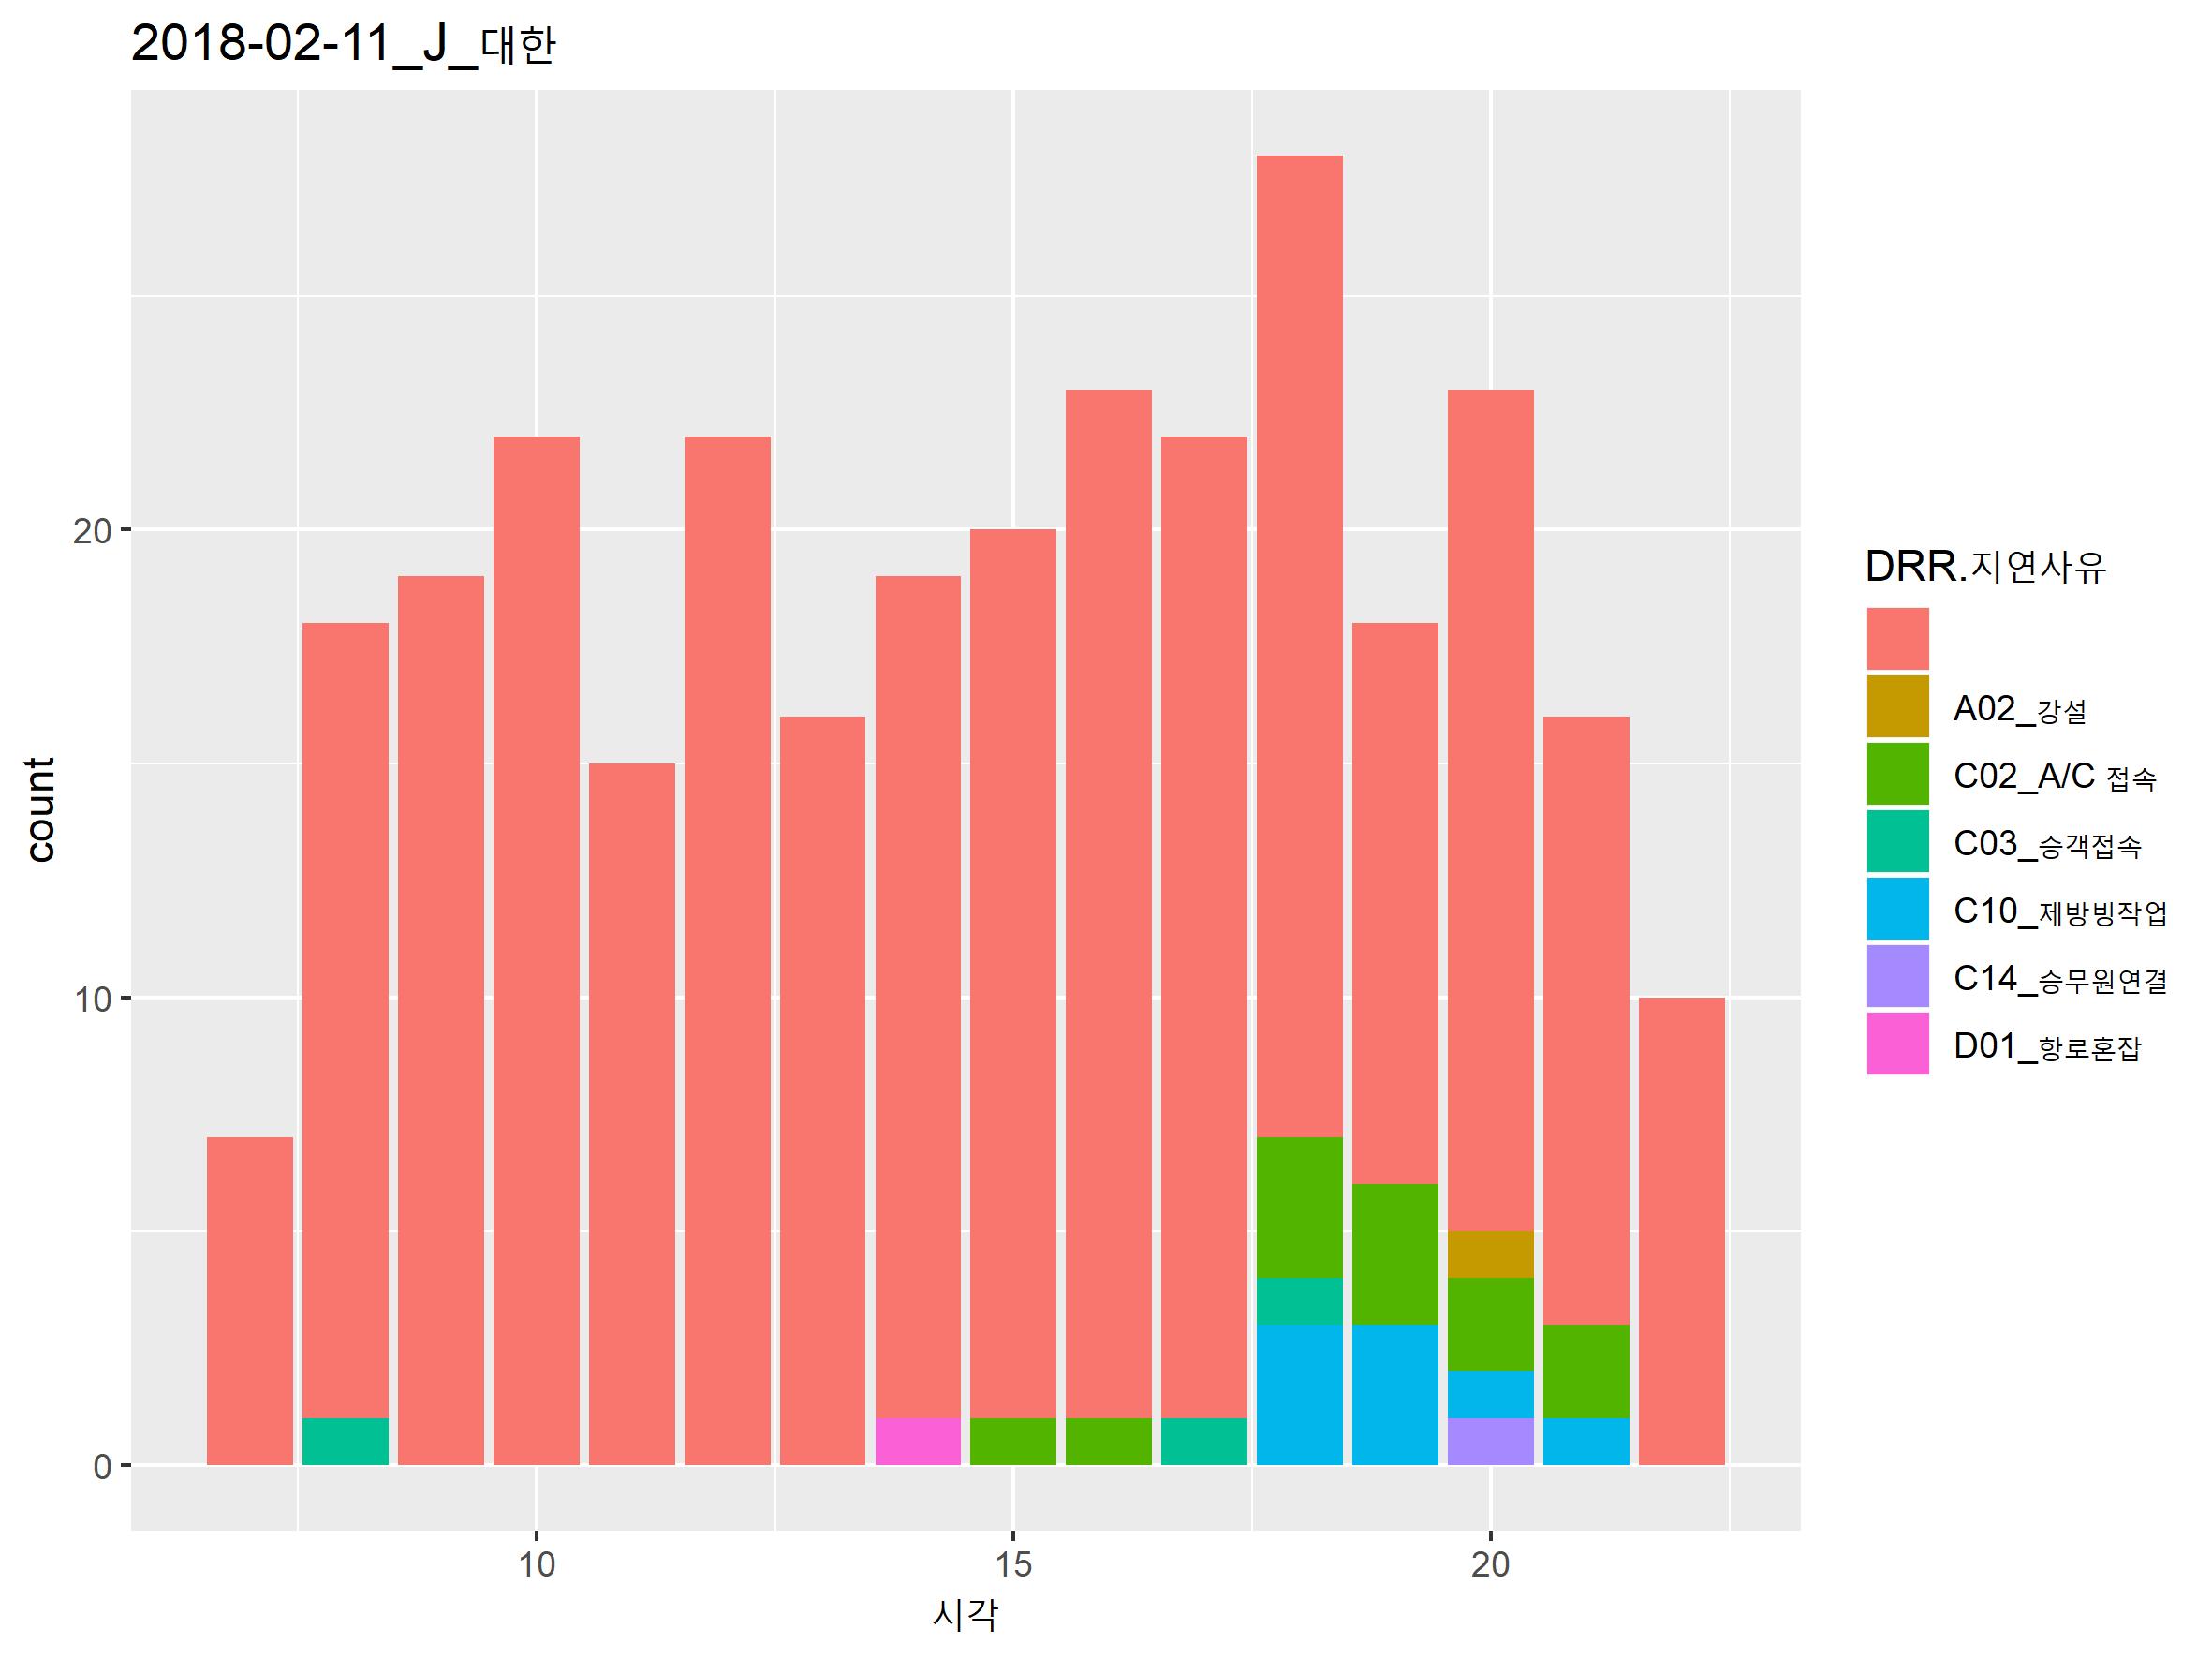 2018-02-11_J_대한
count
20
10
0
10
15
20
시각
DRR.지연사유
A02_강설
C02_A/C 접속
C03_승객접속
C10_제방빙작업
C14_승무원연결
D01_항로혼잡